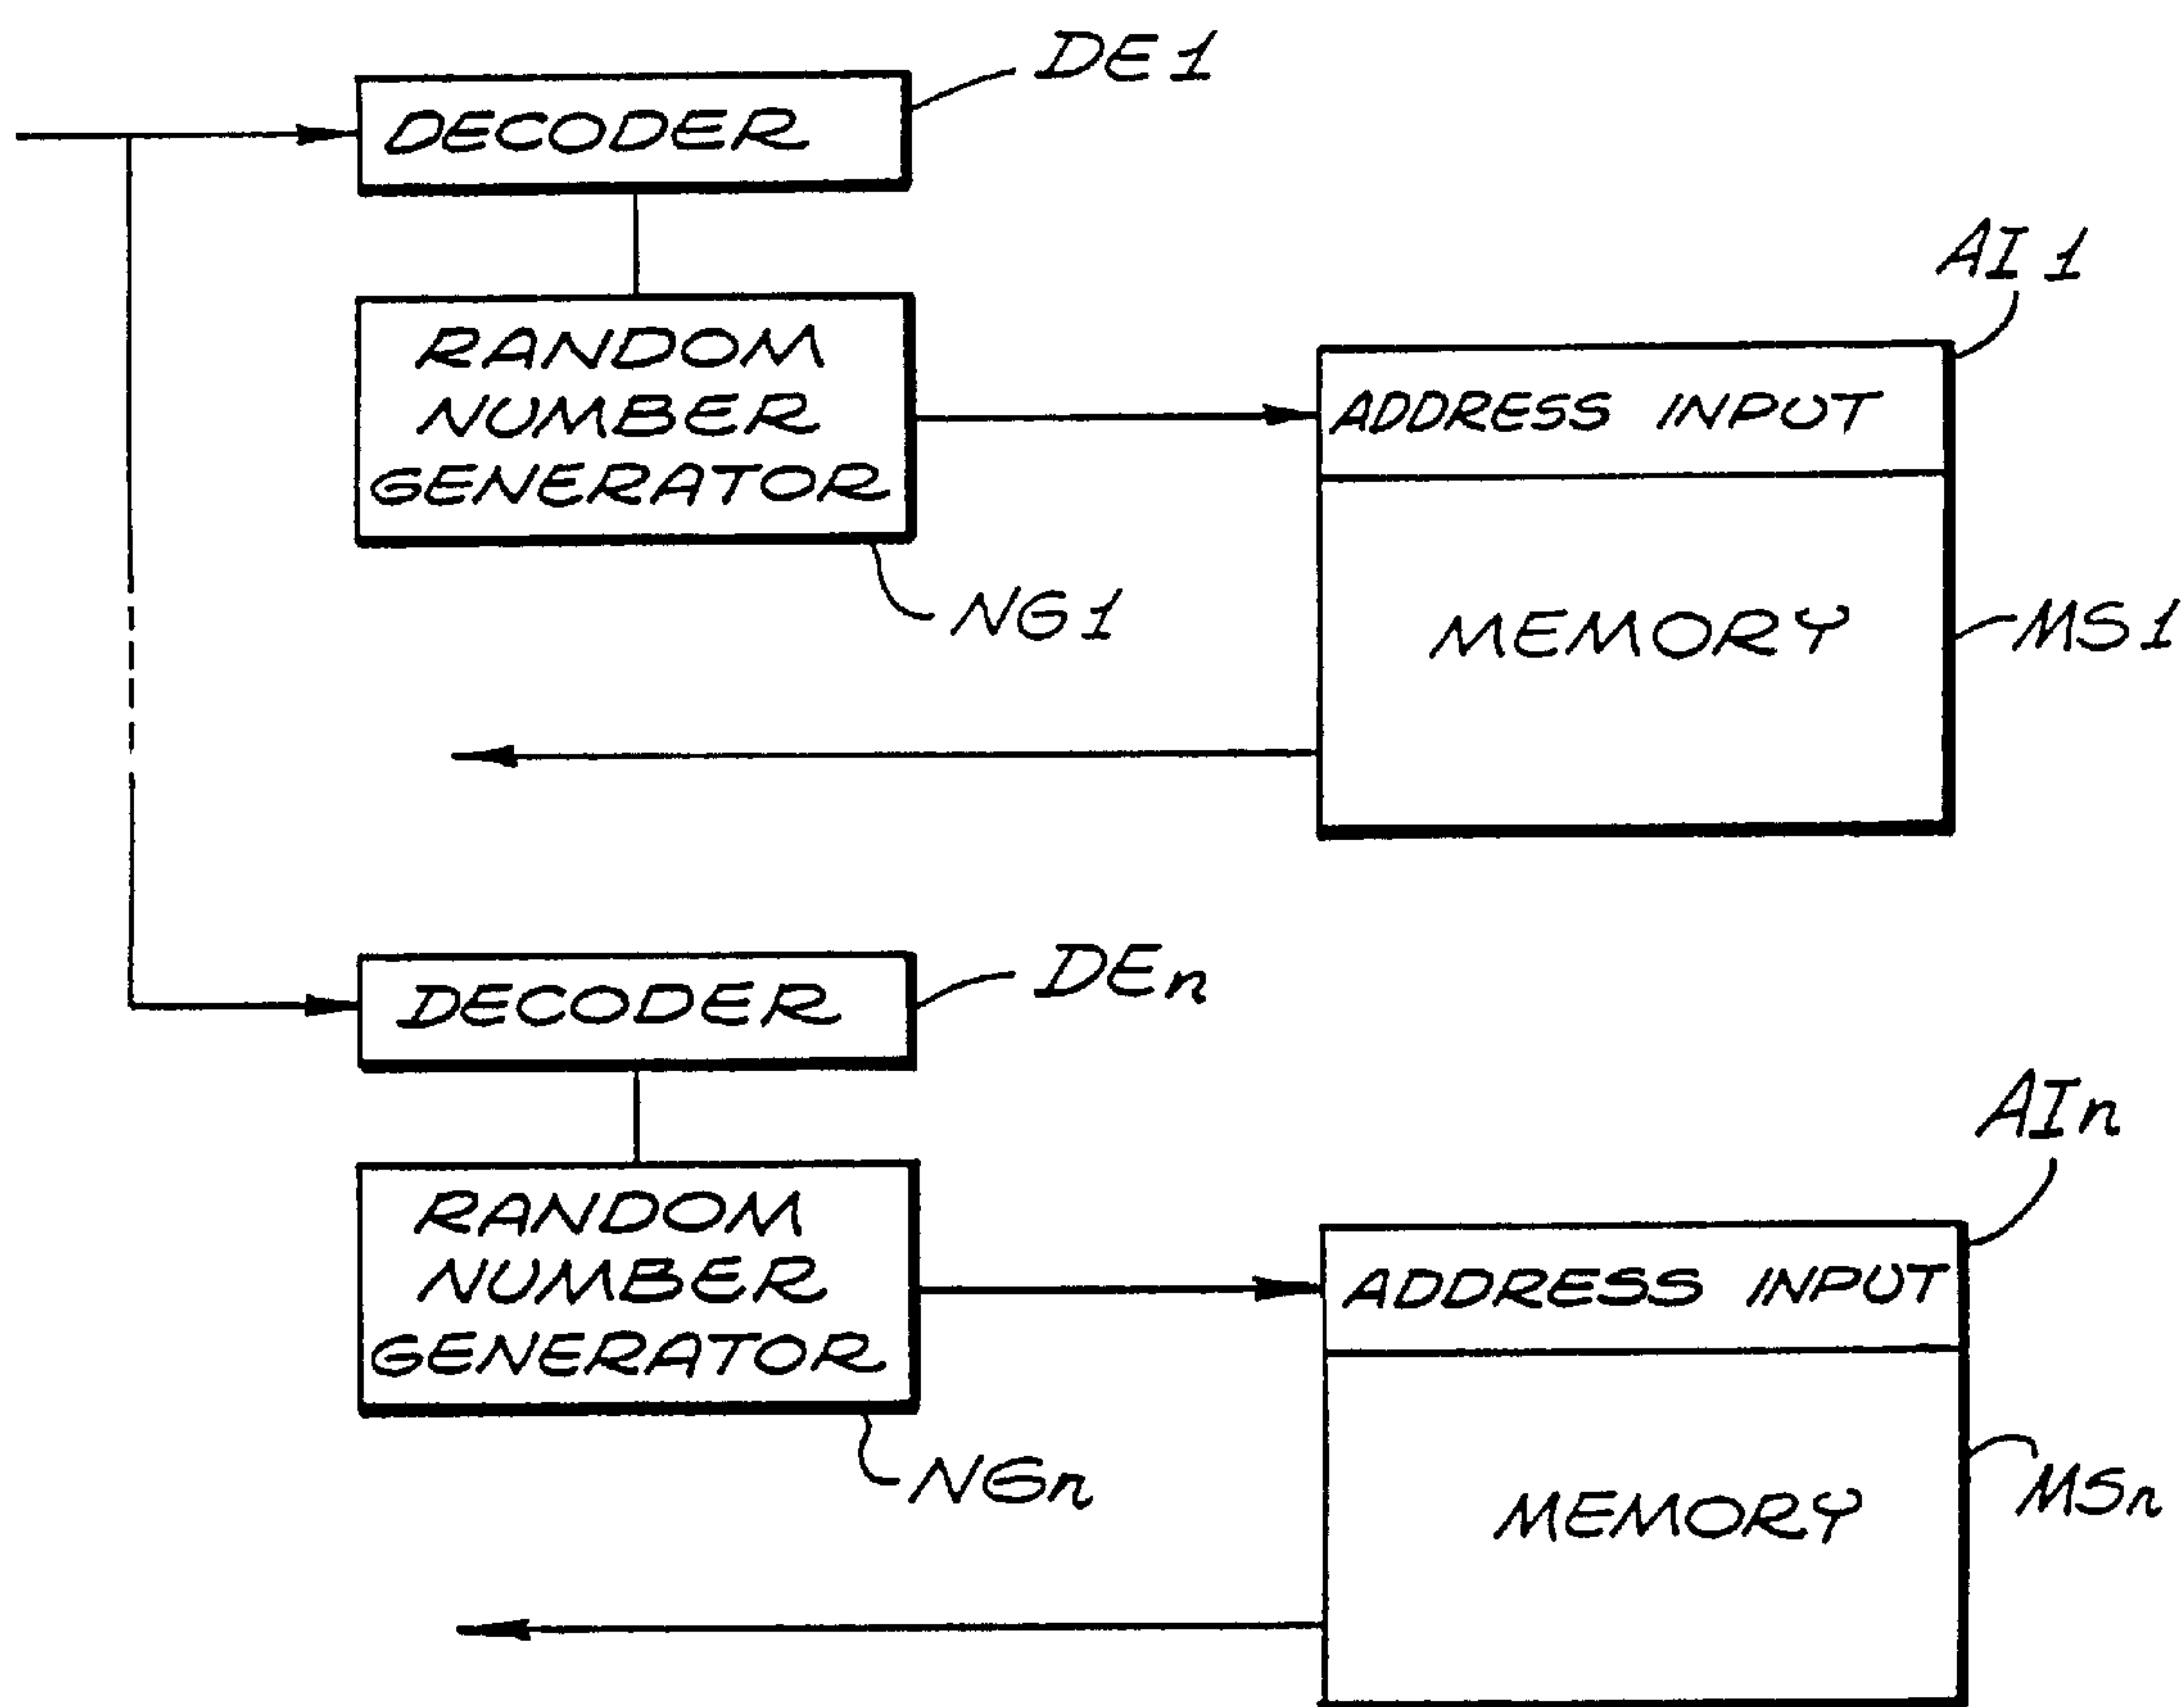 DE1
DECODER
AI1
RANDOM
NUMBER
GENERATOR
ADDRESS INPUT
NG1
MEMORY
MS1
DEn
DECODER
AIn
RANDOM
NUMBER
GENERATOR
ADDRESS INPUT
NGn
MEMORY
MSn